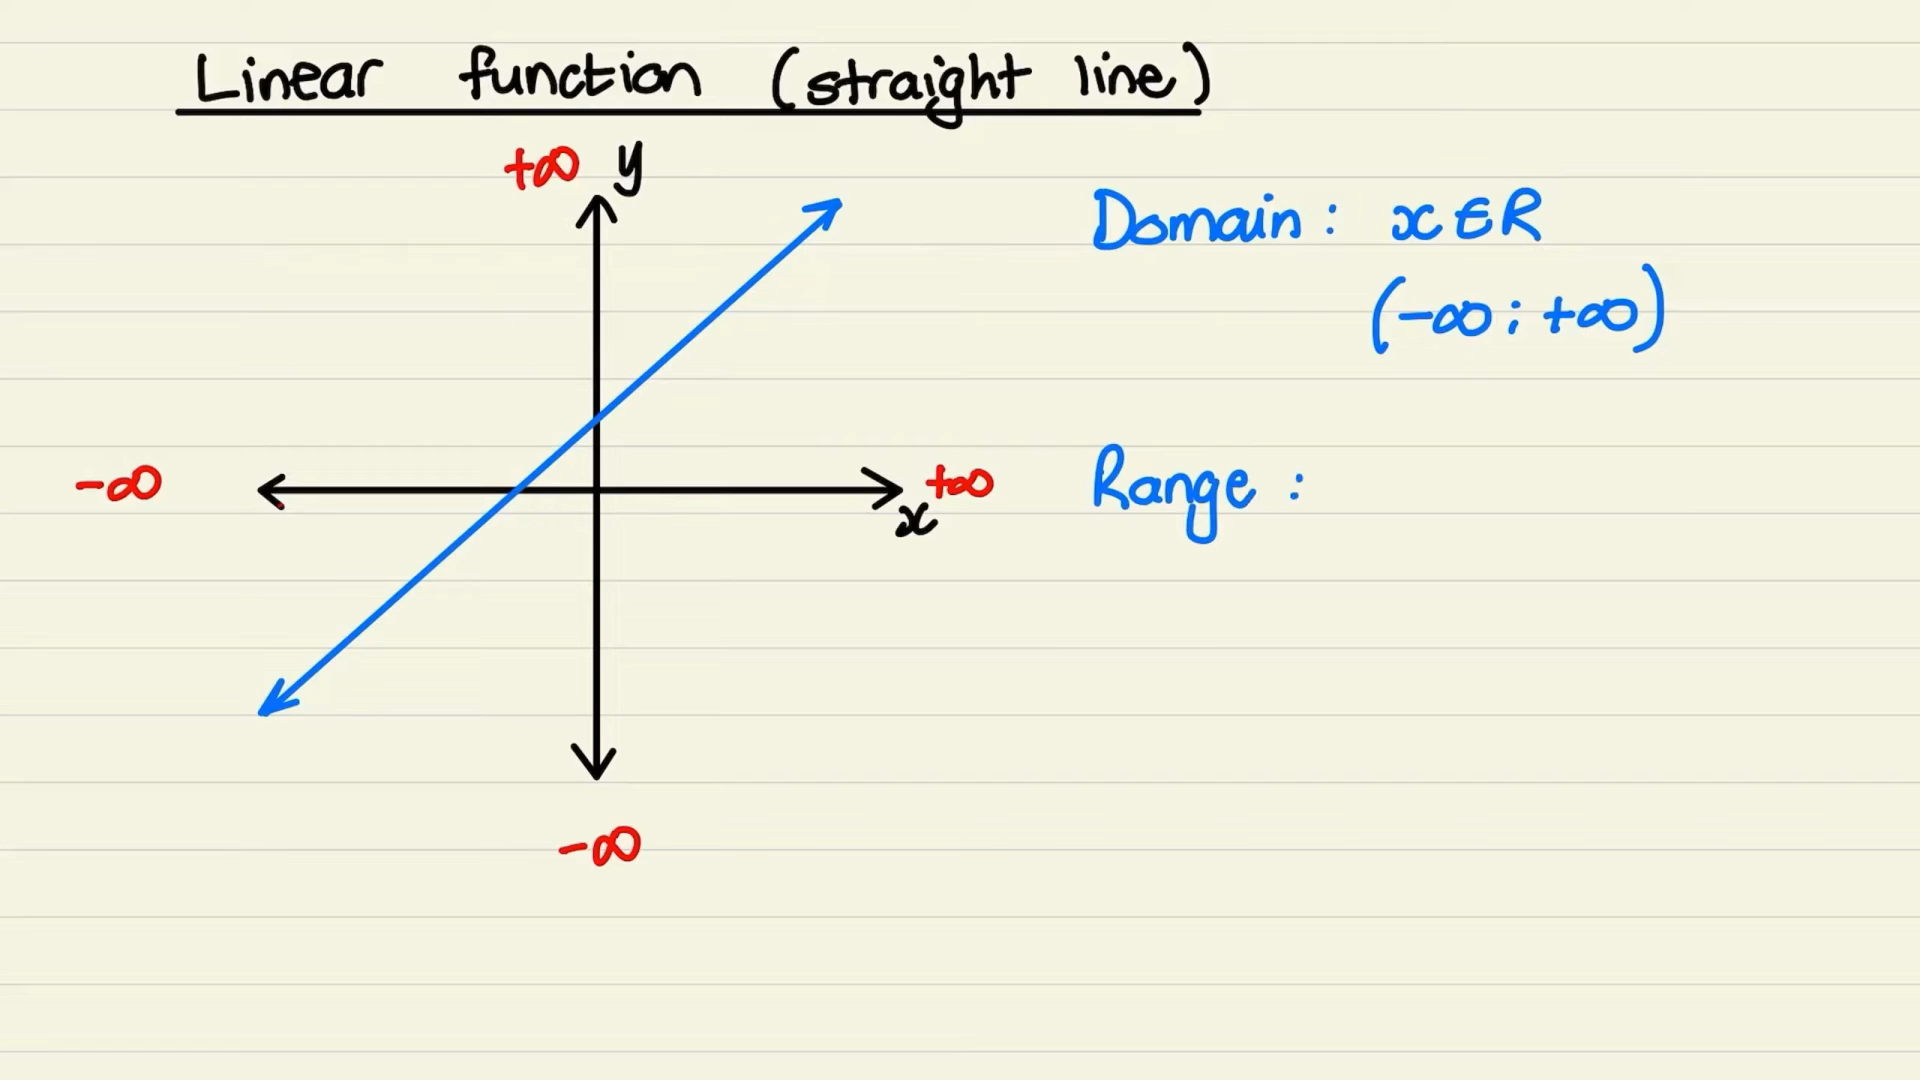 Linear function (straight line)
+∞ y
Domain : x∈R
(-∞ ; +∞)
-∞ +∞
x
Range :
-∞